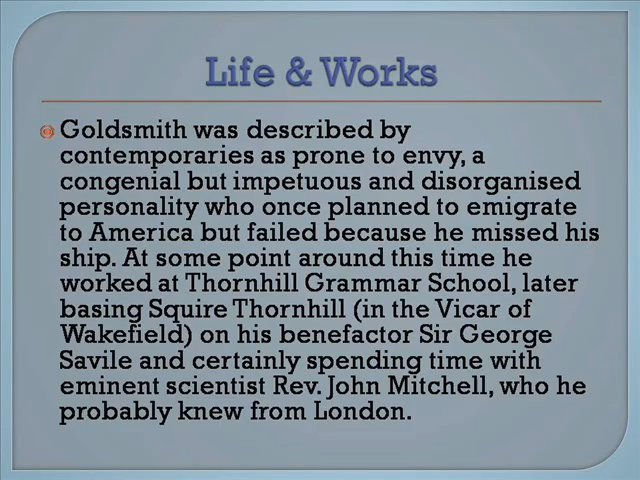 Life & Works
Goldsmith was described by
contemporaries as prone to envy, a
congenial but impetuous and disorganised
personality who once planned to emigrate
to America but failed because he missed his
ship. At some point around this time he
worked at Thornhill Grammar School, later
basing Squire Thornhill (in the Vicar of
Wakefield) on his benefactor Sir George
Savile and certainly spending time with
eminent scientist Rev. John Mitchell, who he
probably knew from London.